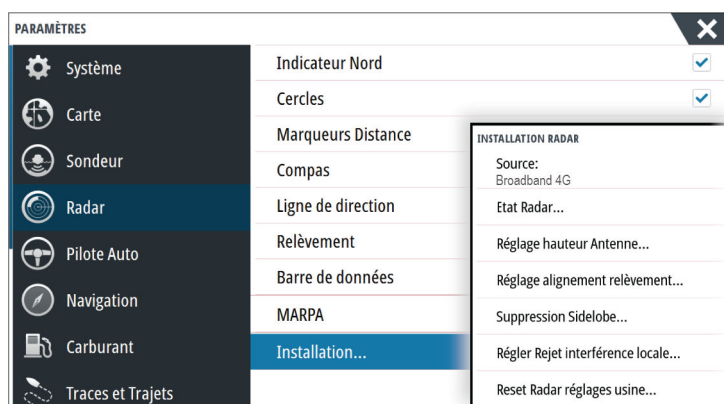 PARAMÈTRES
Système
Carte
Sondeur
Radar
Pilote Auto
Navigation
Carburant
Traces et Trajets
Indicateur Nord
Cercles
Marqueurs Distance
Compas
Ligne de direction
Relèvement
Barre de données
MARPA
Installation...
INSTALLATION RADAR
Source:
Broadband 4G
Etat Radar...
Réglage hauteur Antenne...
Réglage alignement relèvement...
Suppression Sidelobe...
Régler Rejet interférence locale...
Reset Radar réglages usine...